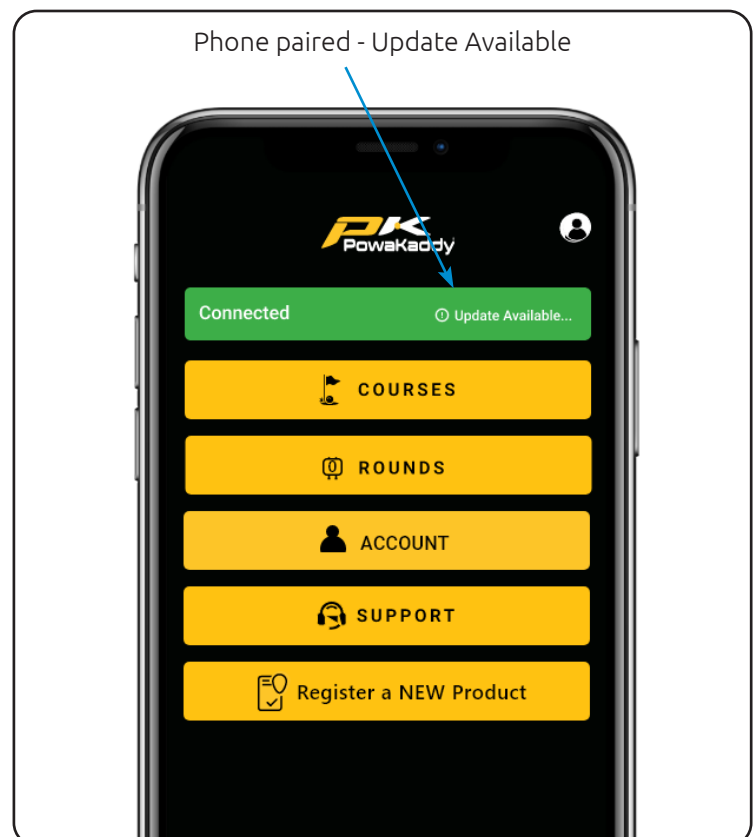 Phone paired - Update Available
PK
PowaKaddy
Connected
Update Available...
COURSES
ROUNDS
ACCOUNT
SUPPORT
Register a NEW Product